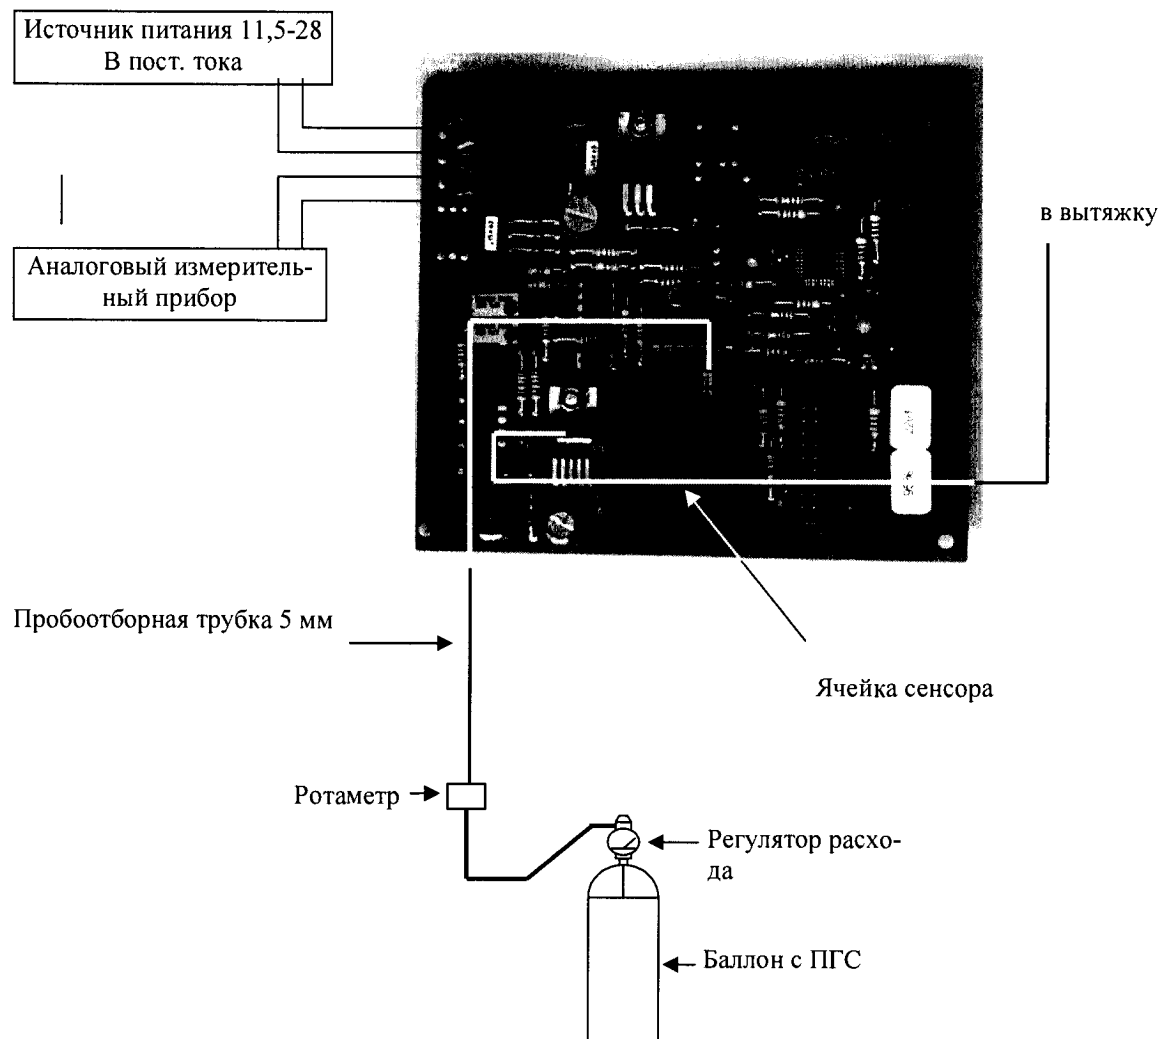 Источник питания 11,5-28
В пост. тока
в вытяжку
Аналоговый измеритель-
ный прибор
Пробоотборная трубка 5 мм
Ячейка сенсора
Ротаметр
Регулятор расхо-
да
Баллон с ПГС